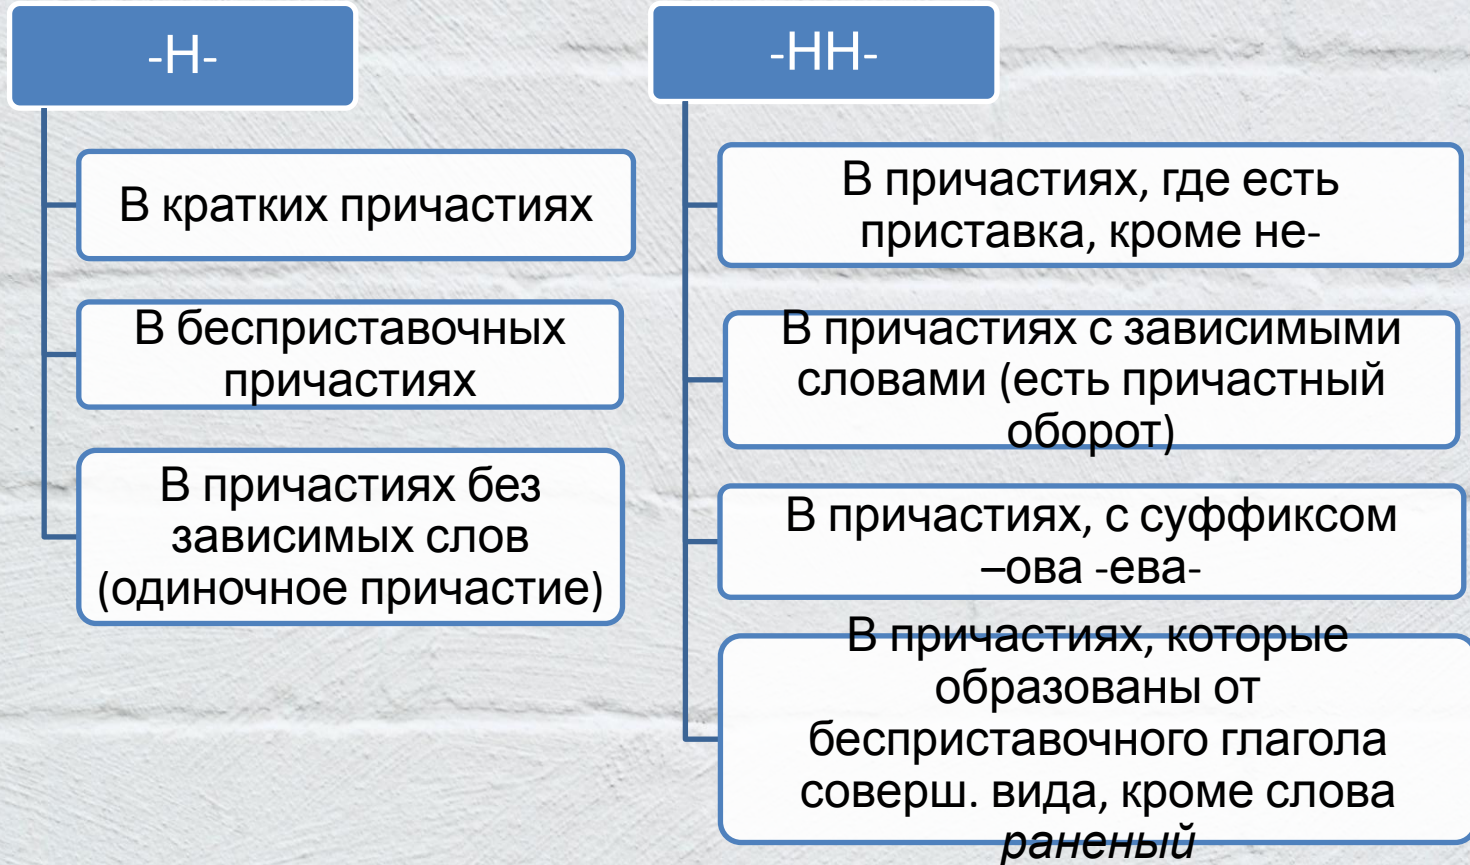 -Н-
В кратких причастиях
В бесприставочных
причастиях
В причастиях без
зависимых слов
(одиночное причастие)
-НН-
В причастиях, где есть
приставка, кроме не-
В причастиях с зависимыми
словами (есть причастный
оборот)
В причастиях, с суффиксом
–ова -ева-
В причастиях, которые
образованы от
бесприставочного глагола
соверш. вида, кроме слова
раненый